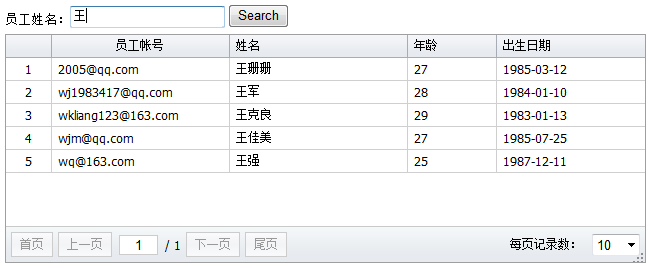 员工姓名：王 Search
员工帐号 姓名 年龄 出生日期
1 2005@qq.com 王珊珊 27 1985-03-12
2 wj1983417@qq.com 王军 28 1984-01-10
3 wkliang123@163.com 王克良 29 1983-01-13
4 wjm@qq.com 王佳美 27 1985-07-25
5 wq@163.com 王强 25 1987-12-11
首页 上一页 1 / 1 下一页 尾页 每页记录数： 10